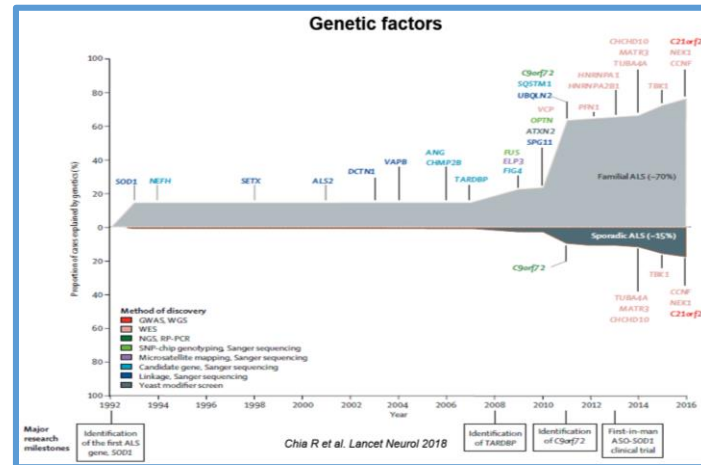 Genetic factors
Proportion of cases explained by genetics (%)
100
80
60
40
20
0
20
40
60
80
100
SOD1
NEFH
SETX
ALS2
DCTN1
VAPB
ANG
CHMP2B
TARDBP
FUS
ELP3
FIG4
VCP
OPTN
ATXN2
SPG11
C9orf72
SQSTM1
UBQLN2
PFN1
HNRNPA1
HNRNPA2B1
CHCHD10
MATR3
TUBA4A
TBK1
C21orf2
NEK1
CCNF
Familial ALS (~70%)
Sporadic ALS (~15%)
C9orf72
TUBA4A
MATR3
CHCHD10
TBK1
CCNF
NEK1
C21orf2
Method of discovery
GWAS, WGS
WES
NGS, RP-PCR
SNP-chip genotyping, Sanger sequencing
Microsatellite mapping, Sanger sequencing
Candidate gene, Sanger sequencing
Linkage, Sanger sequencing
Yeast modifier screen
1992
1994
1996
1998
2000
2002
2004
2006
2008
2010
2012
2014
2016
Year
Major
research
milestones
Identification
of the first ALS
gene, SOD1
Chia R et al. Lancet Neurol 2018
Identification
of TARDBP
Identification
of C9orf72
First-in-man
ASO-SOD1
clinical trial